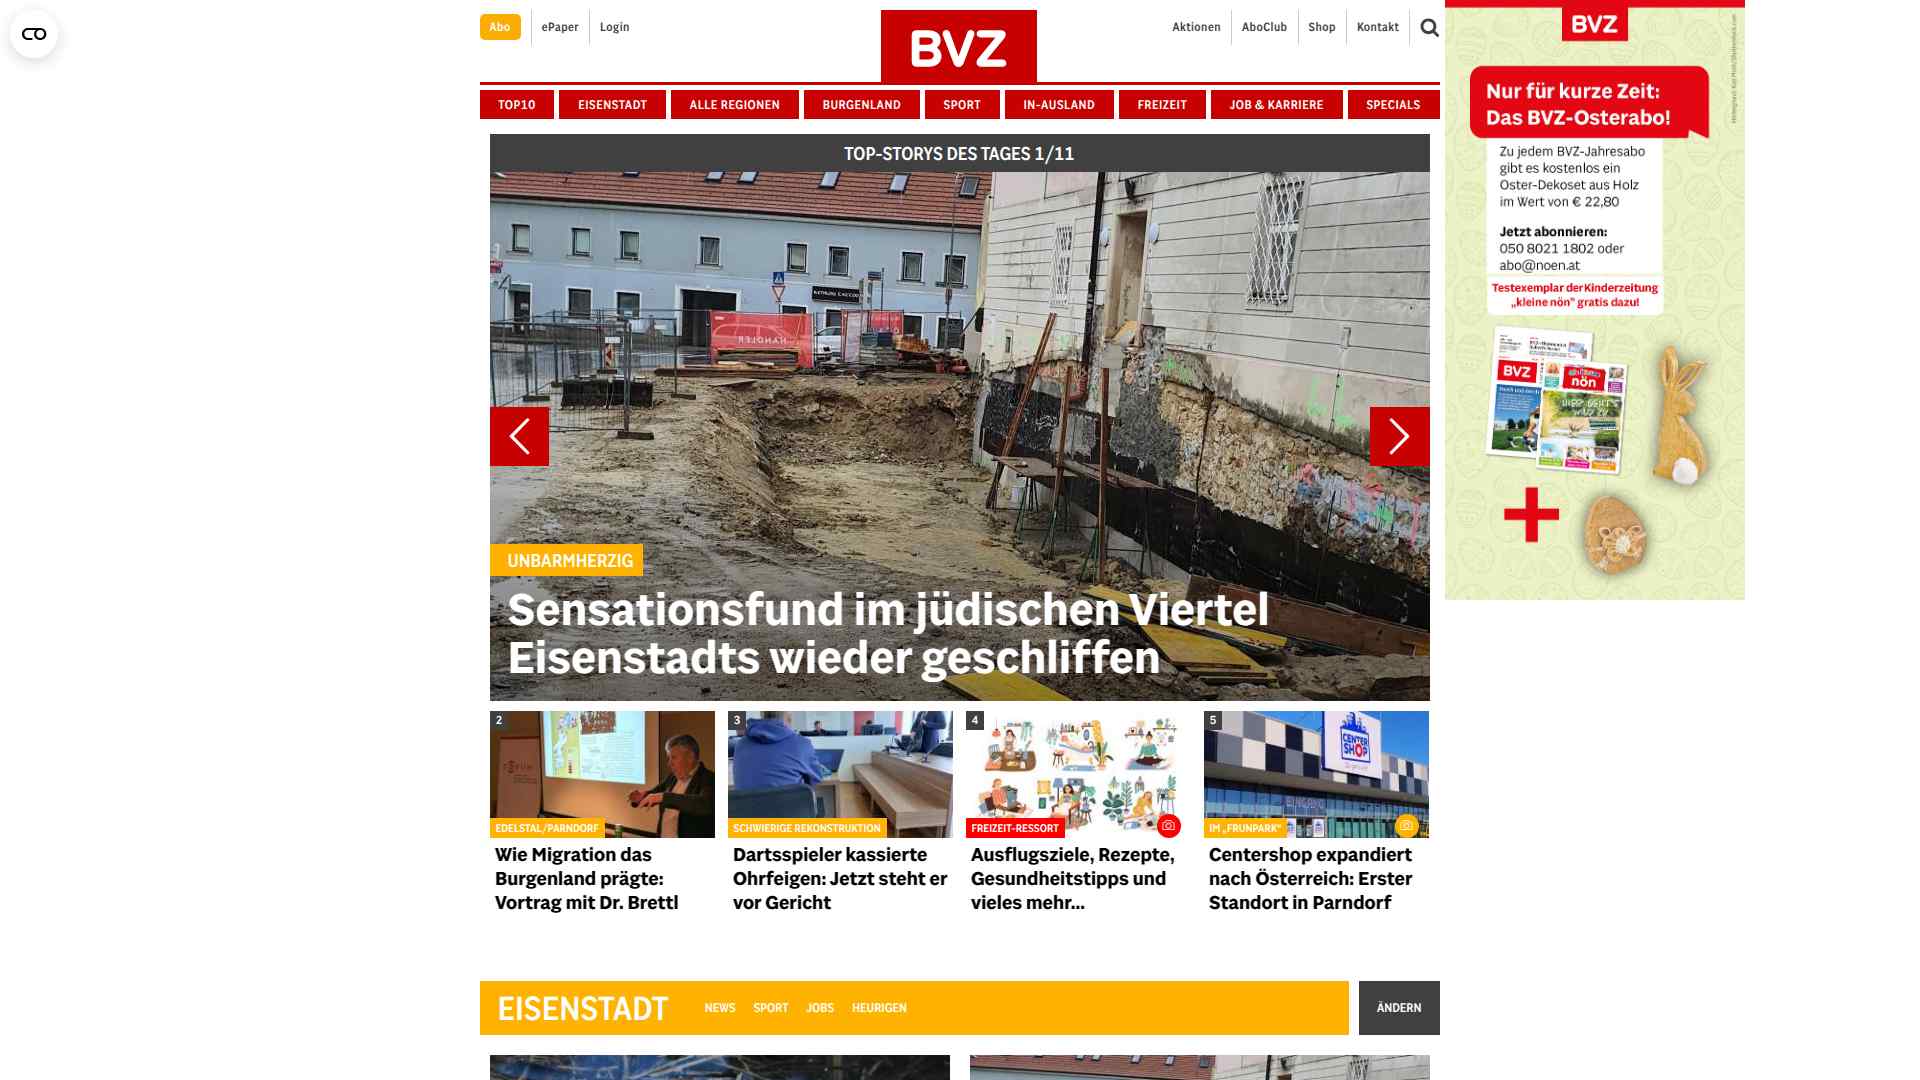 Abo
ePaper
Login
BVZ
Aktionen
AboClub
Shop
Kontakt
TOP10
EISENSTADT
ALLE REGIONEN
BURGENLAND
SPORT
IN-AUSLAND
FREIZEIT
JOB & KARRIERE
SPECIALS
TOP-STORYS DES TAGES 1/11
UNBARMHERZIG
Sensationsfund im jüdischen Viertel
Eisenstadts wieder geschliffen
2
EDELSTAL/PARNDORF
Wie Migration das
Burgenland prägte:
Vortrag mit Dr. Brettl
3
SCHWIERIGE REKONSTRUKTION
Dartsspieler kassierte
Ohrfeigen: Jetzt steht er
vor Gericht
4
FREIZEIT-RESSORT
Ausflugsziele, Rezepte,
Gesundheitstipps und
vieles mehr...
5
CENTER
SHOP
IM „FRUNPARK“
Centershop expandiert
nach Österreich: Erster
Standort in Parndorf
EISENSTADT
NEWS
SPORT
JOBS
HEURIGEN
ÄNDERN
BVZ
Nur für kurze Zeit:
Das BVZ-Osterabo!
Zu jedem BVZ-Jahresabo
gibt es kostenlos ein
Oster-Dekoset aus Holz
im Wert von € 22,80
Jetzt abonnieren:
050 8021 1802 oder
abo@noen.at
Testexemplar der Kinderzeitung
„kleine nön“ gratis dazu!
BVZ
nön